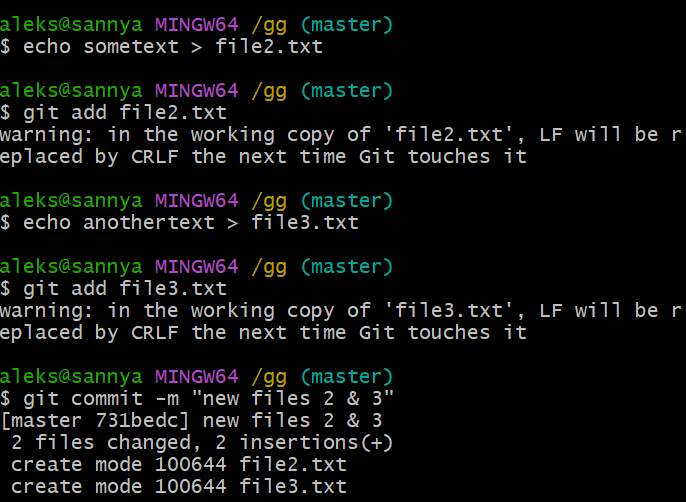 aleks@sannya MINGW64 /gg (master)
$ echo sometext > file2.txt
aleks@sannya MINGW64 /gg (master)
$ git add file2.txt
warning: in the working copy of 'file2.txt', LF will be r
eplaced by CRLF the next time Git touches it
aleks@sannya MINGW64 /gg (master)
$ echo anothertext > file3.txt
aleks@sannya MINGW64 /gg (master)
$ git add file3.txt
warning: in the working copy of 'file3.txt', LF will be r
eplaced by CRLF the next time Git touches it
aleks@sannya MINGW64 /gg (master)
$ git commit -m "new files 2 & 3"
[master 731bedc] new files 2 & 3
 2 files changed, 2 insertions(+)
 create mode 100644 file2.txt
 create mode 100644 file3.txt